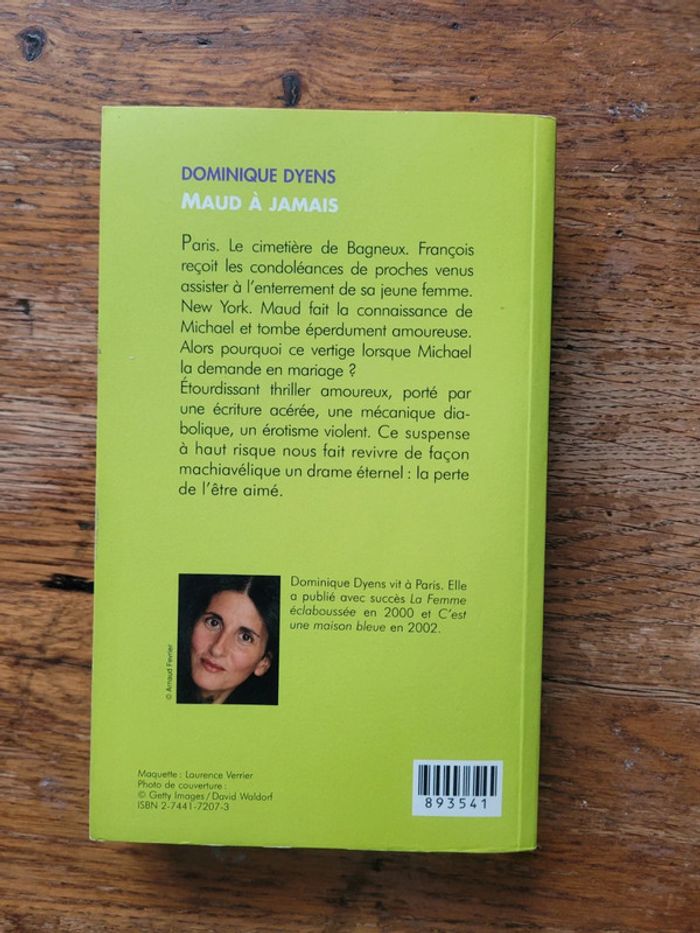 DOMINIQUE DYENS
MAUD À JAMAIS
Paris. Le cimetière de Bagneux. François
reçoit les condoléances de proches venus
assister à l'enterrement de sa jeune femme.
New York. Maud fait la connaissance de
Michael et tombe éperdument amoureuse.
Alors pourquoi ce vertige lorsque Michael
la demande en mariage ?
Étourdissant thriller amoureux, porté par
une écriture acérée, une mécanique dia-
bolique, un érotisme violent. Ce suspense
à haut risque nous fait revivre de façon
machiavélique un drame éternel : la perte
de l'être aimé.
Dominique Dyens vit à Paris. Elle
a publié avec succès La Femme
éclaboussée en 2000 et C'est
une maison bleue en 2002.
© Arnaud Fevrier
Maquette : Laurence Verrier
Photo de couverture :
© Getty Images / David Waldorf
ISBN 2-7441-7207-3
893541